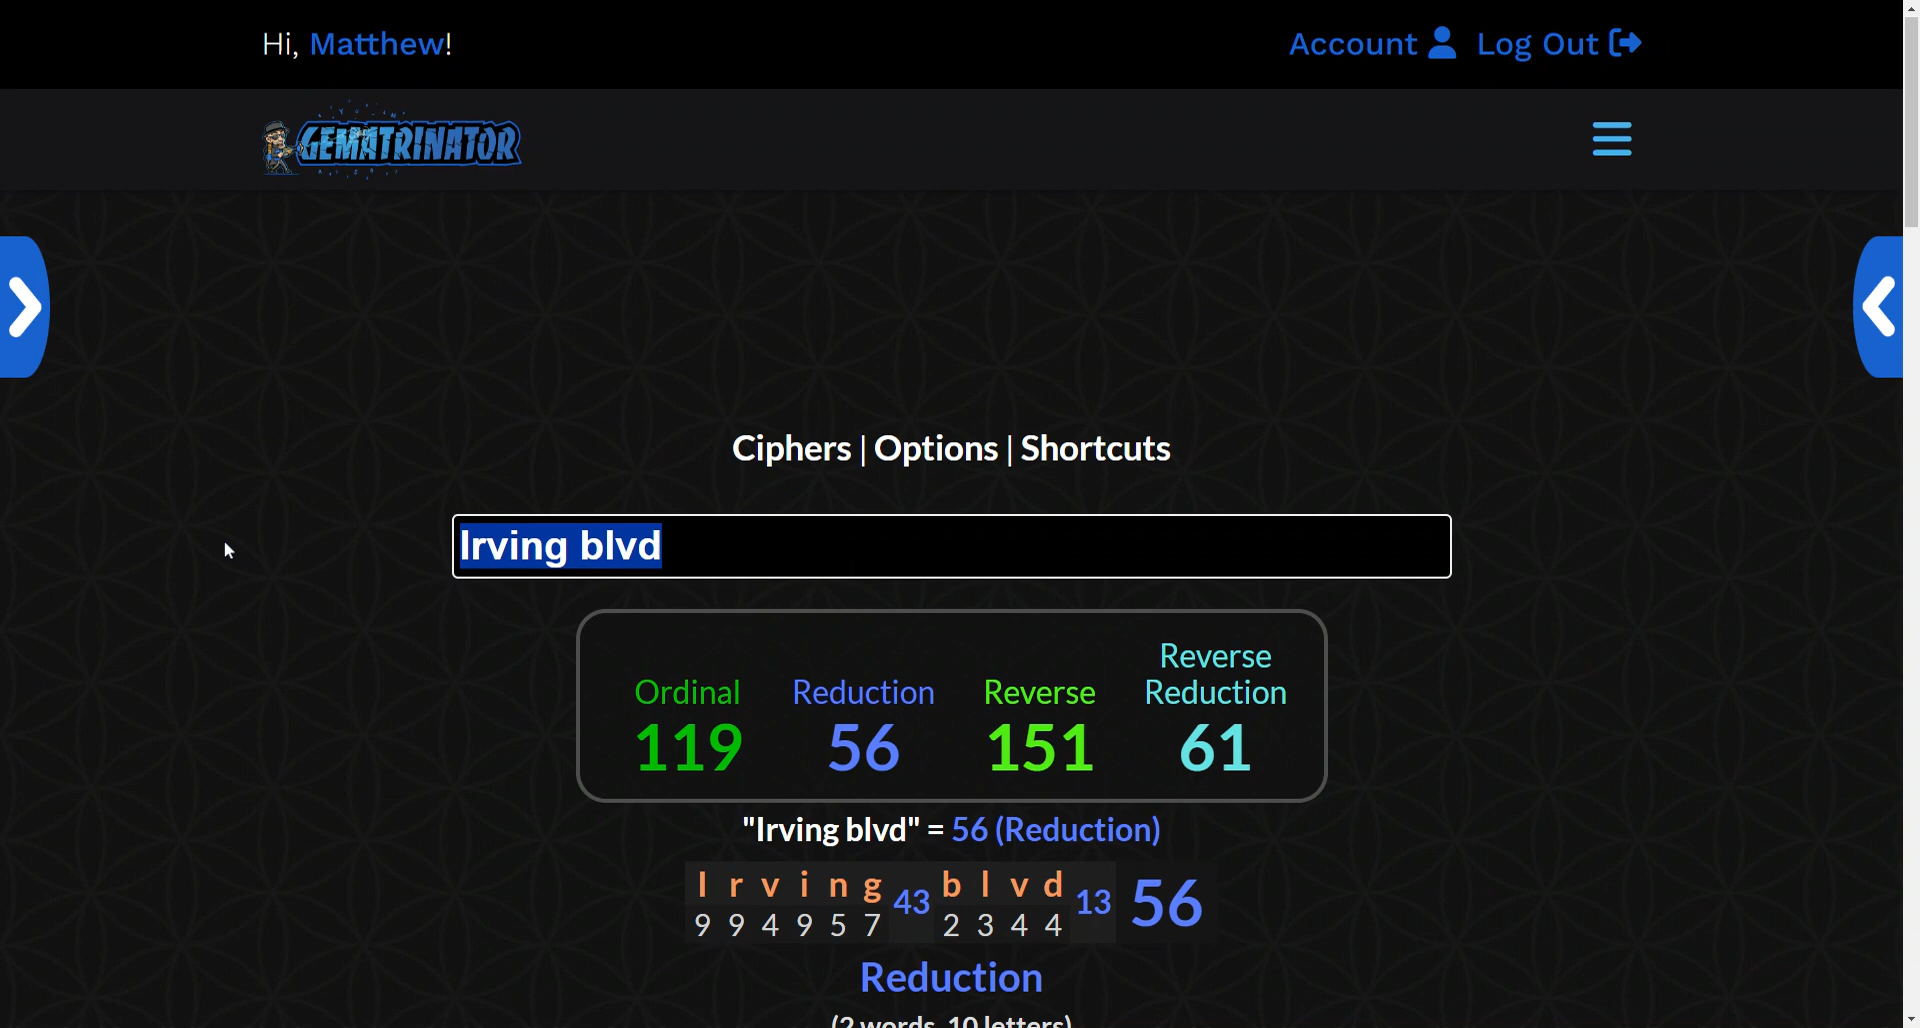 Hi, Matthew!
Account Log Out
GEMATRINATOR
Ciphers | Options | Shortcuts
Irving blvd
Ordinal Reduction Reverse Reverse Reduction
119 56 151 61
"Irving blvd" = 56 (Reduction)
I r v i n g 43 b l v d 13 56
9 9 4 9 5 7 2 3 4 4
Reduction
(2 words, 10 letters)